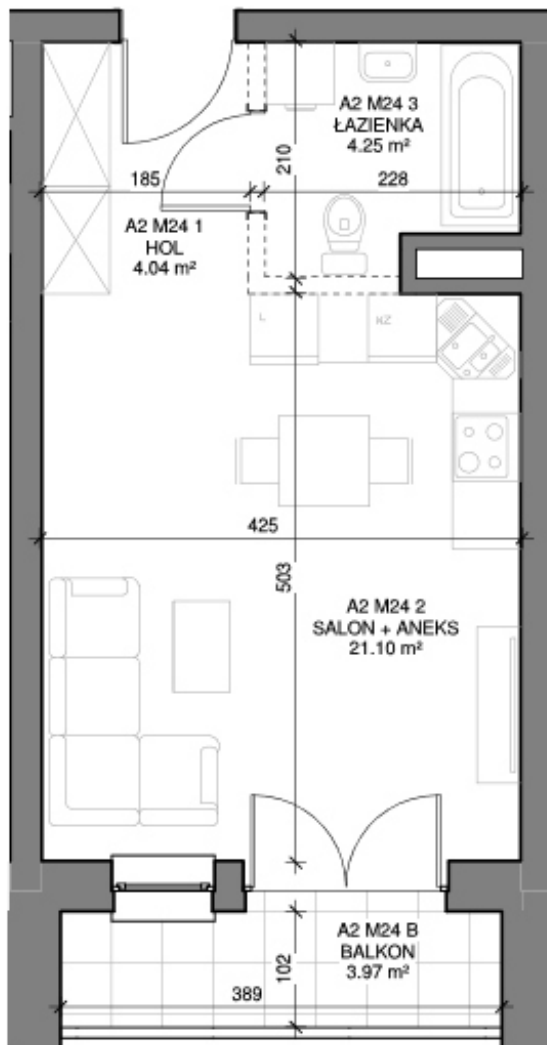 A2 M24 3
ŁAZIENKA
4.25 m²
185
210
228
A2 M24 1
HOL
4.04 m²
L
NZ
425
503
A2 M24 2
SALON + ANEKS
21.10 m²
A2 M24 B
BALKON
3.97 m²
102
389